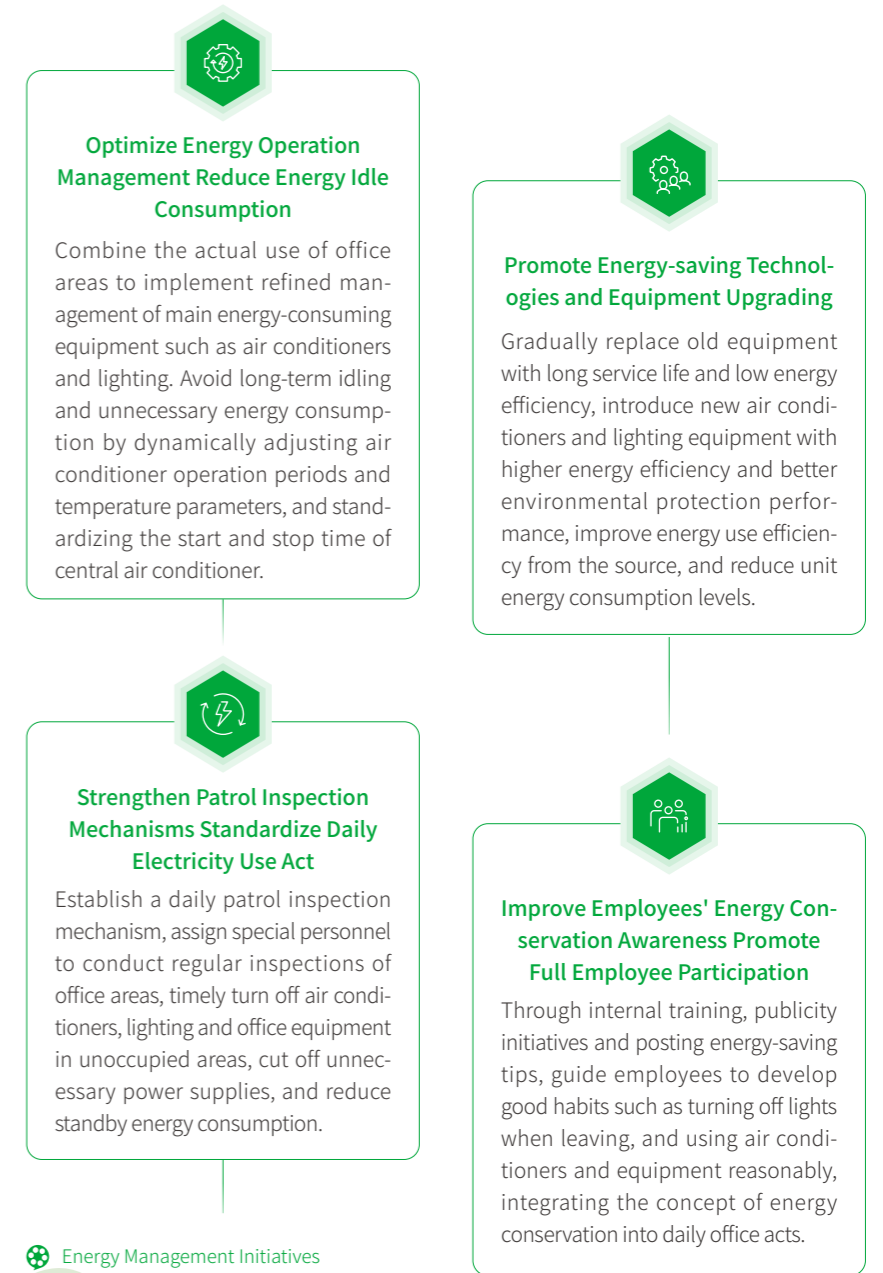 Optimize Energy Operation
Management Reduce Energy Idle
Consumption
Combine the actual use of office
areas to implement refined man-
agement of main energy-consuming
equipment such as air conditioners
and lighting. Avoid long-term idling
and unnecessary energy consump-
tion by dynamically adjusting air
conditioner operation periods and
temperature parameters, and stand-
ardizing the start and stop time of
central air conditioner.
Promote Energy-saving Technol-
ogies and Equipment Upgrading
Gradually replace old equipment
with long service life and low energy
efficiency, introduce new air condi-
tioners and lighting equipment with
higher energy efficiency and better
environmental protection perfor-
mance, improve energy use efficien-
cy from the source, and reduce unit
energy consumption levels.
Strengthen Patrol Inspection
Mechanisms Standardize Daily
Electricity Use Act
Establish a daily patrol inspection
mechanism, assign special personnel
to conduct regular inspections of
office areas, timely turn off air condi-
tioners, lighting and office equipment
in unoccupied areas, cut off unnec-
essary power supplies, and reduce
standby energy consumption.
Improve Employees' Energy Con-
servation Awareness Promote
Full Employee Participation
Through internal training, publicity
initiatives and posting energy-saving
tips, guide employees to develop
good habits such as turning off lights
when leaving, and using air condi-
tioners and equipment reasonably,
integrating the concept of energy
conservation into daily office acts.
Energy Management Initiatives